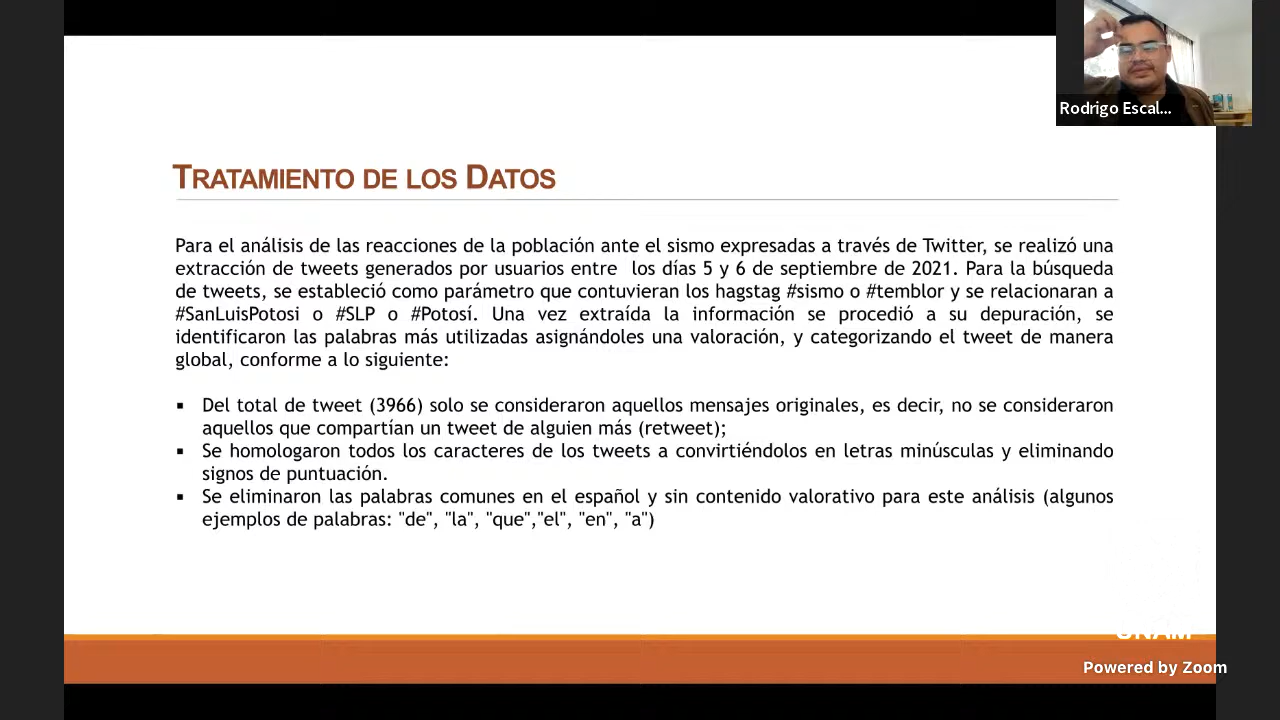 Rodrigo Escal...
TRATAMIENTO DE LOS DATOS
Para el análisis de las reacciones de la población ante el sismo expresadas a través de Twitter, se realizó una
extracción de tweets generados por usuarios entre los días 5 y 6 de septiembre de 2021. Para la búsqueda
de tweets, se estableció como parámetro que contuvieran los hagstag #sismo o #temblor y se relacionaran a
#SanLuisPotosi o #SLP o #Potosí. Una vez extraída la información se procedió a su depuración, se
identificaron las palabras más utilizadas asignándoles una valoración, y categorizando el tweet de manera
global, conforme a lo siguiente:
▪ Del total de tweet (3966) solo se consideraron aquellos mensajes originales, es decir, no se consideraron
aquellos que compartían un tweet de alguien más (retweet);
▪ Se homologaron todos los caracteres de los tweets a convirtiéndolos en letras minúsculas y eliminando
signos de puntuación.
▪ Se eliminaron las palabras comunes en el español y sin contenido valorativo para este análisis (algunos
ejemplos de palabras: "de", "la", "que","el", "en", "a")
UNAM
Powered by Zoom